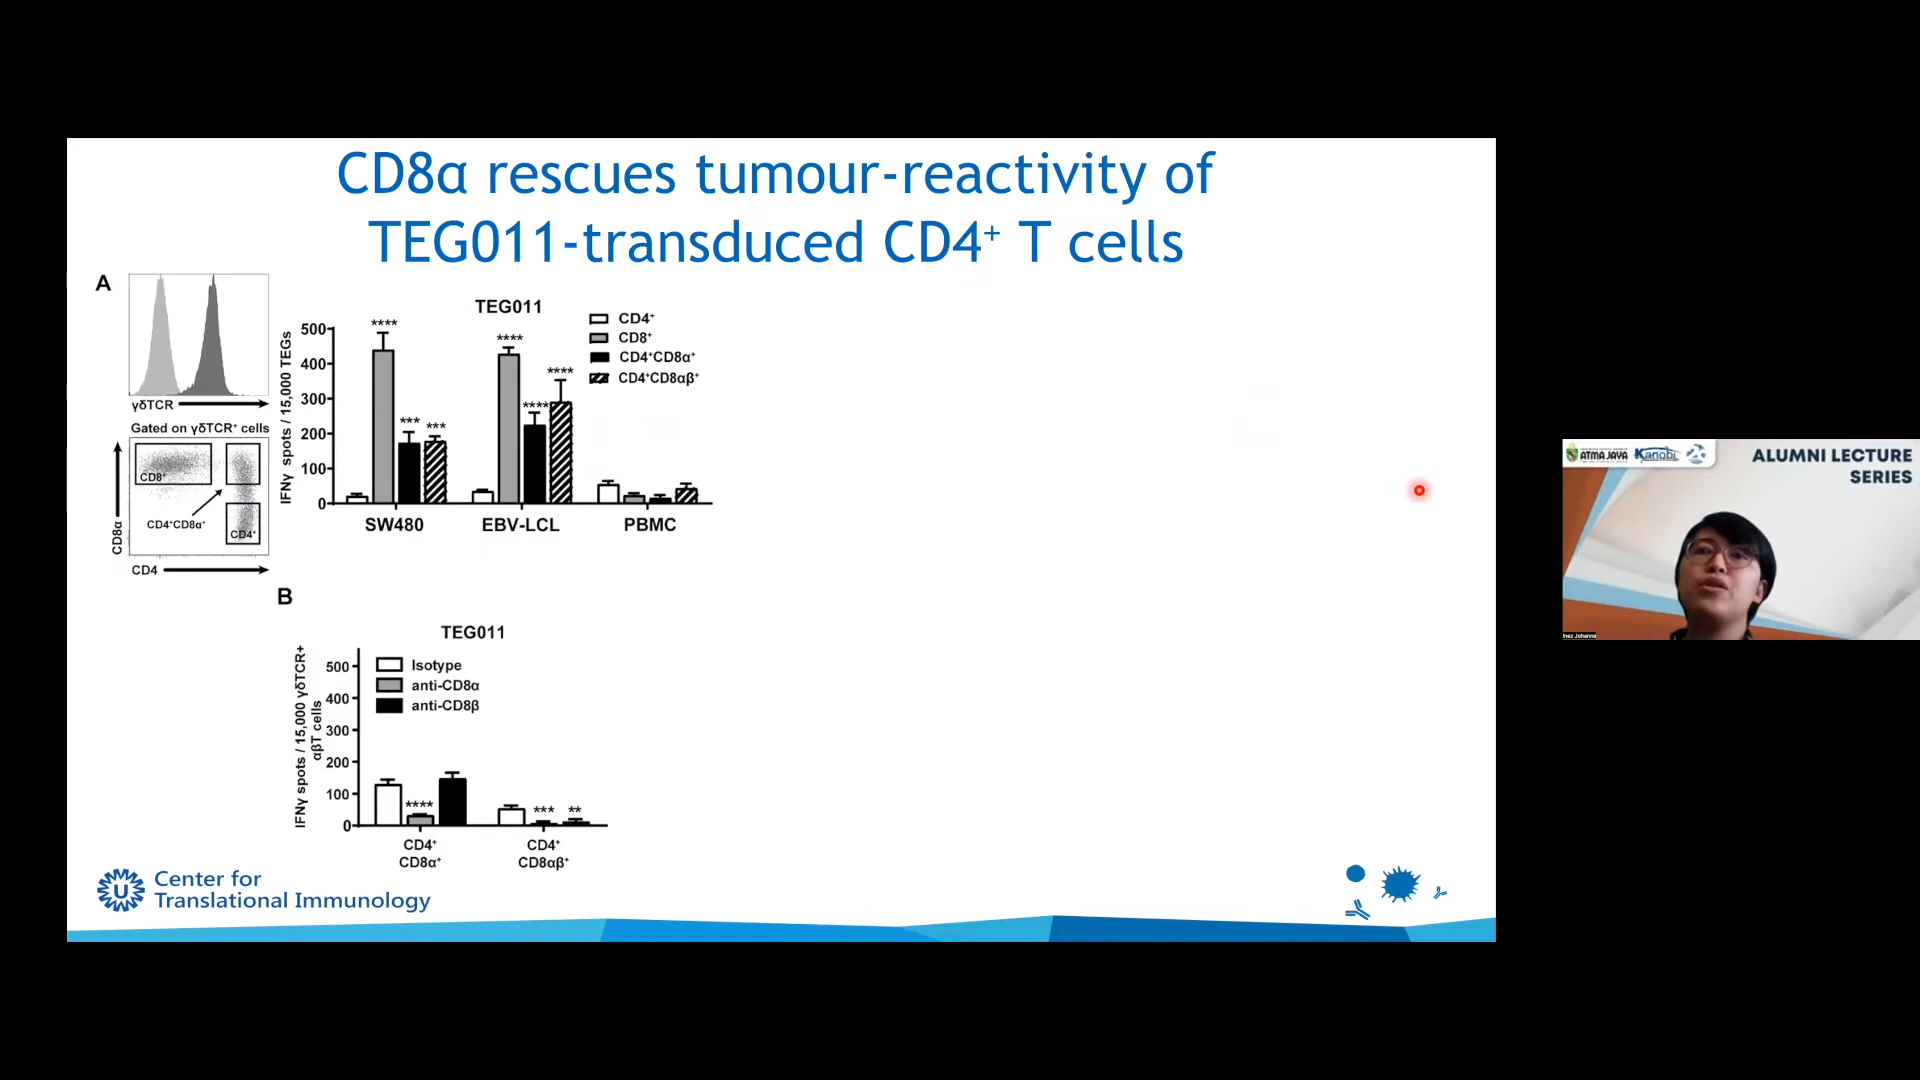 CD8α rescues tumour-reactivity of
TEG011-transduced CD4⁺ T cells
A
γδTCR
Gated on γδTCR⁺ cells
CD8⁺
CD4⁺CD8α⁺
CD4⁺
CD8α
CD4
TEG011
CD4⁺
CD8⁺
CD4⁺CD8α⁺
CD4⁺CD8αβ⁺
IFNγ spots / 15,000 TEGs
500
400
300
200
100
0
****
***
***
****
****
****
SW480
EBV-LCL
PBMC
B
TEG011
Isotype
anti-CD8α
anti-CD8β
IFNγ spots / 15,000 γδTCR+
αβT cells
500
400
300
200
100
0
****
***
**
CD4⁺
CD8α⁺
CD4⁺
CD8αβ⁺
U
Center for
Translational Immunology
ATMA JAYA
Kanobi
ALUMNI LECTURE
SERIES
Inez Johanna